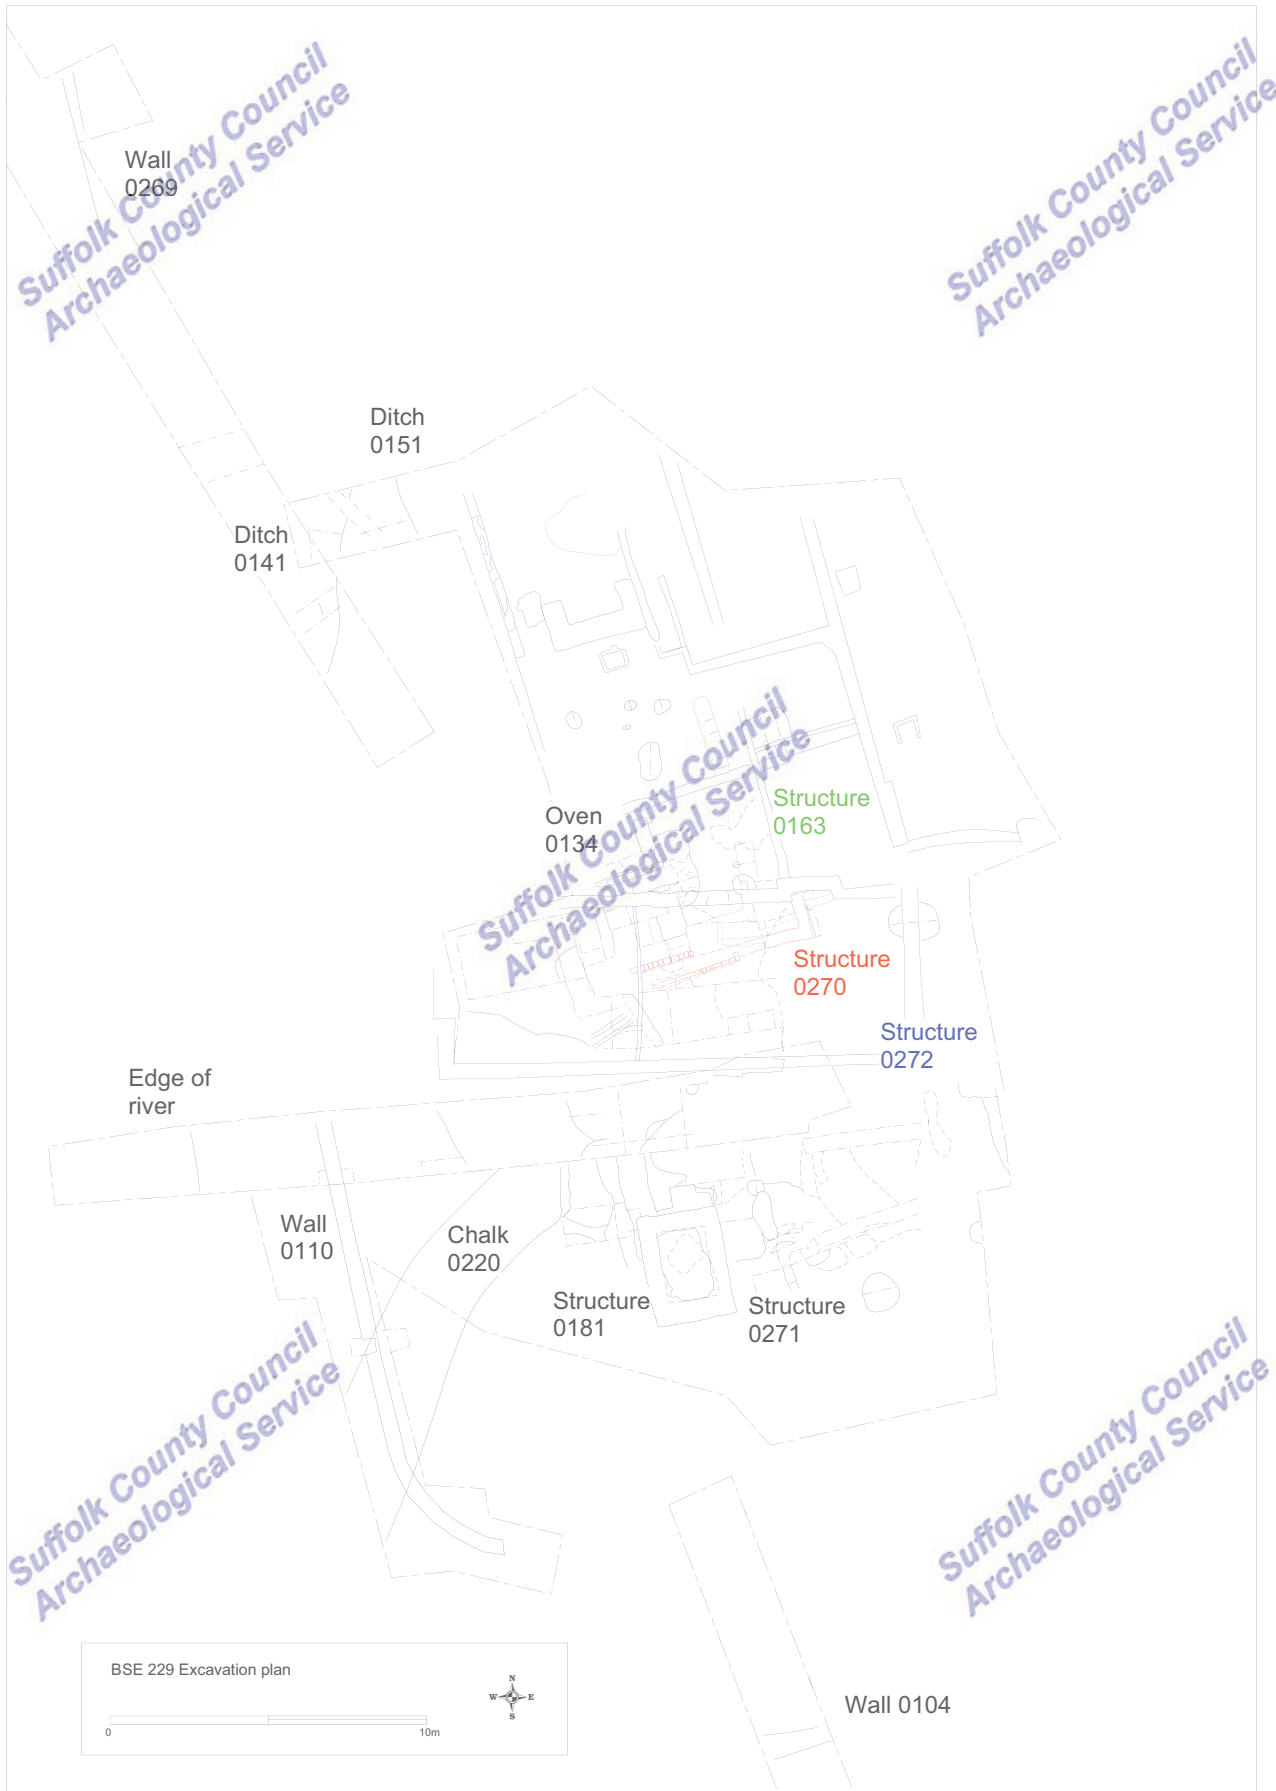 Suffolk County Council
Archaeological Service
Suffolk County Council
Archaeological Service
Wall
0269
Ditch
0151
Ditch
0141
Suffolk County Council
Archaeological Service
Structure
0163
Oven
0134
Structure
0270
Structure
0272
Edge of
river
Wall
0110
Chalk
0220
Structure
0181
Structure
0271
Suffolk County Council
Archaeological Service
Suffolk County Council
Archaeological Service
BSE 229 Excavation plan
N
W E
S
0 10m
Wall 0104